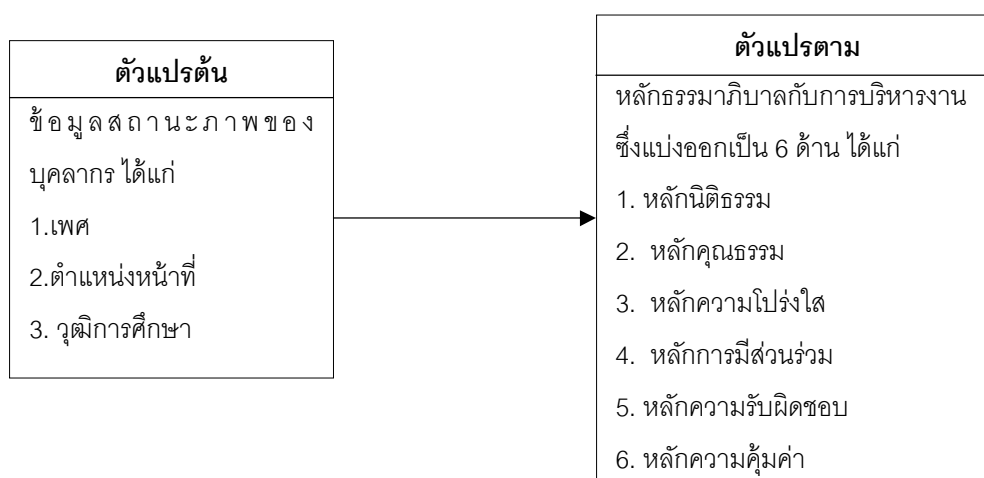 ตัวแปรต้น
ข้อมูลสถานะภาพของ
บุคลากร ได้แก่
1.เพศ
2.ตำแหน่งหน้าที่
3. วุฒิการศึกษา
ตัวแปรตาม
หลักธรรมาภิบาลกับการบริหารงาน
ซึ่งแบ่งออกเป็น 6 ด้าน ได้แก่
1. หลักนิติธรรม
2. หลักคุณธรรม
3. หลักความโปร่งใส
4. หลักการมีส่วนร่วม
5. หลักความรับผิดชอบ
6. หลักความคุ้มค่า